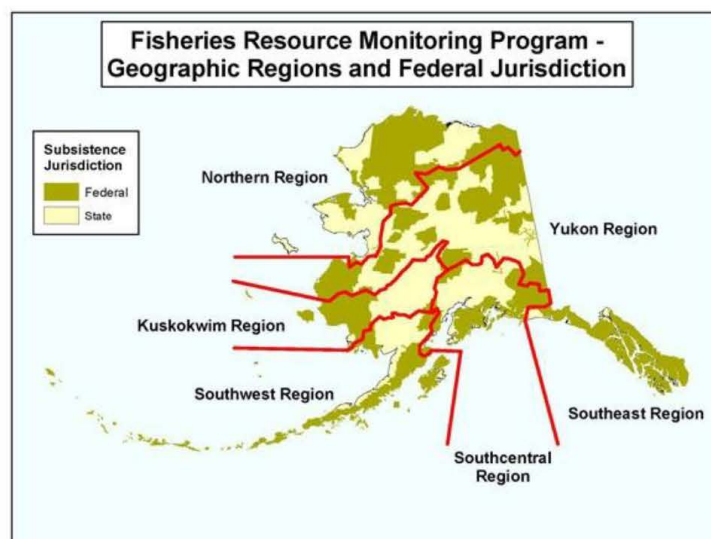 Fisheries Resource Monitoring Program -
Geographic Regions and Federal Jurisdiction
Subsistence
Jurisdiction
Federal
State
Northern Region
Yukon Region
Kuskokwim Region
Southwest Region
Southeast Region
Southcentral
Region